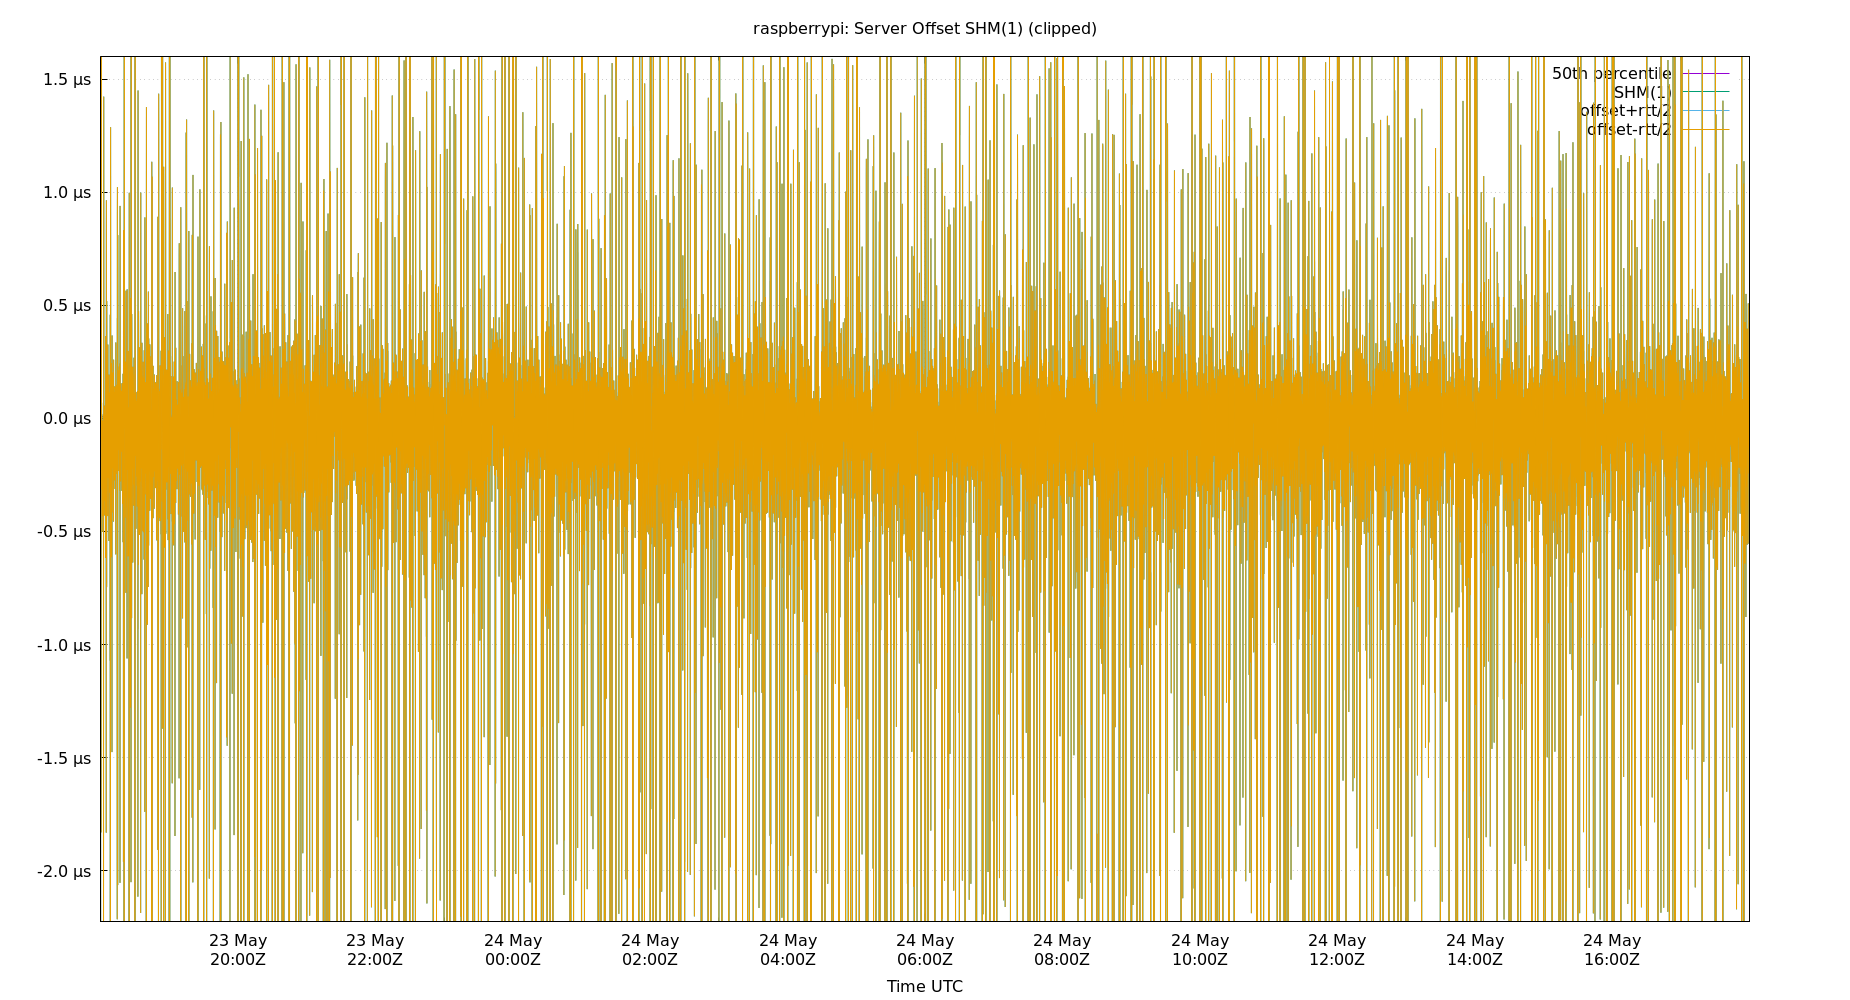 raspberrypi: Server Offset SHM(1) (clipped)
50th percentile
SHM(1)
offset+rtt/2
offset-rtt/2
1.5 µs
1.0 µs
0.5 µs
0.0 µs
-0.5 µs
-1.0 µs
-1.5 µs
-2.0 µs
23 May 23 May 24 May 24 May 24 May 24 May 24 May 24 May 24 May 24 May 24 May
20:00Z 22:00Z 00:00Z 02:00Z 04:00Z 06:00Z 08:00Z 10:00Z 12:00Z 14:00Z 16:00Z
Time UTC